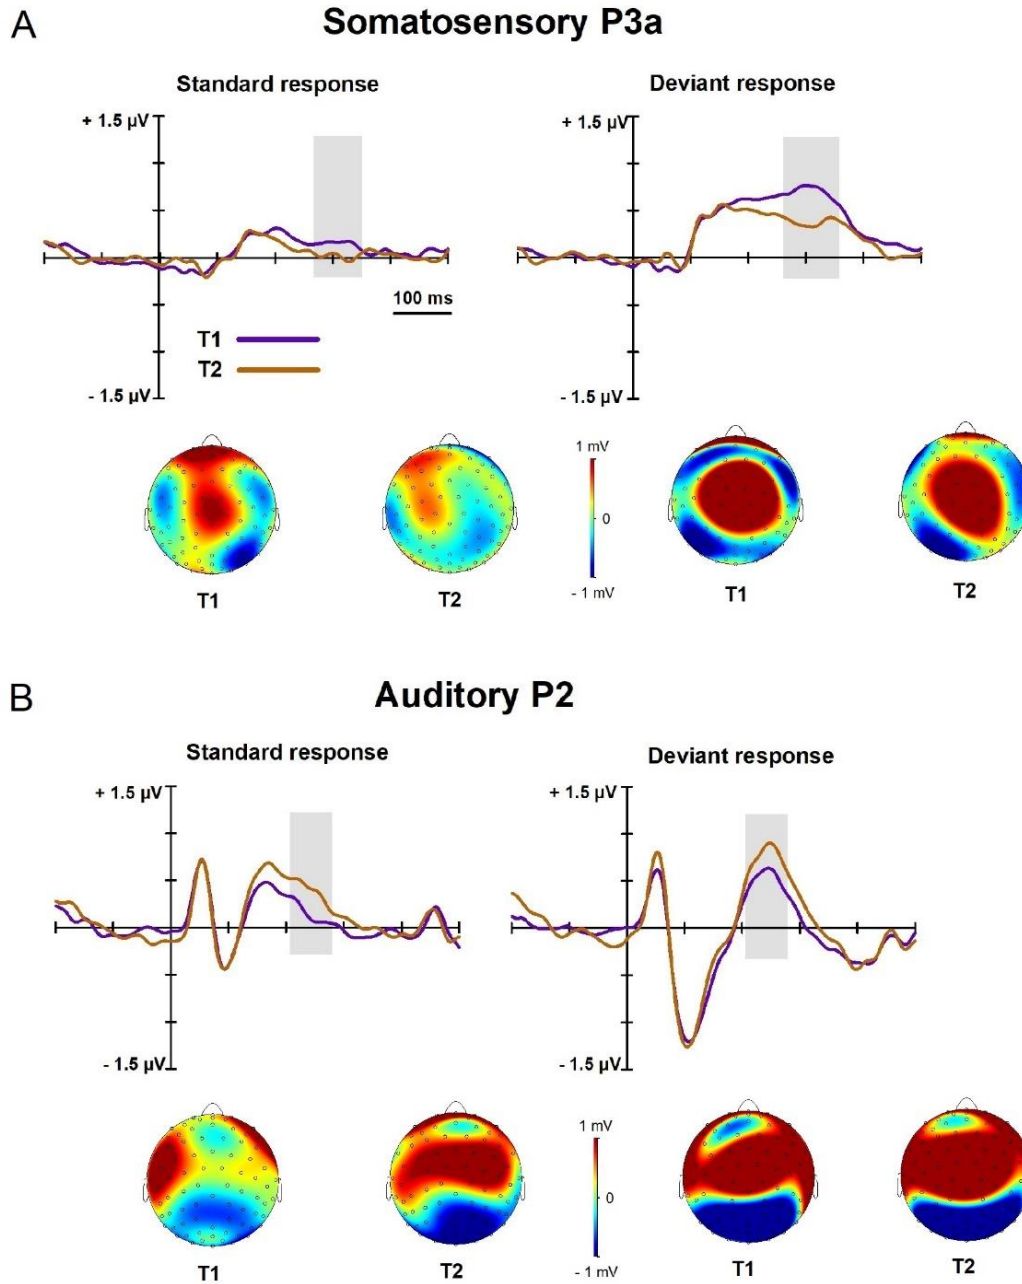 A
Somatosensory P3a
Standard response
Deviant response
+ 1.5 µV
+ 1.5 µV
100 ms
T1
T2
- 1.5 µV
- 1.5 µV
1 mV
0
- 1 mV
T1
T2
T1
T2
B
Auditory P2
Standard response
Deviant response
+ 1.5 µV
+ 1.5 µV
- 1.5 µV
- 1.5 µV
1 mV
0
- 1 mV
T1
T2
T1
T2